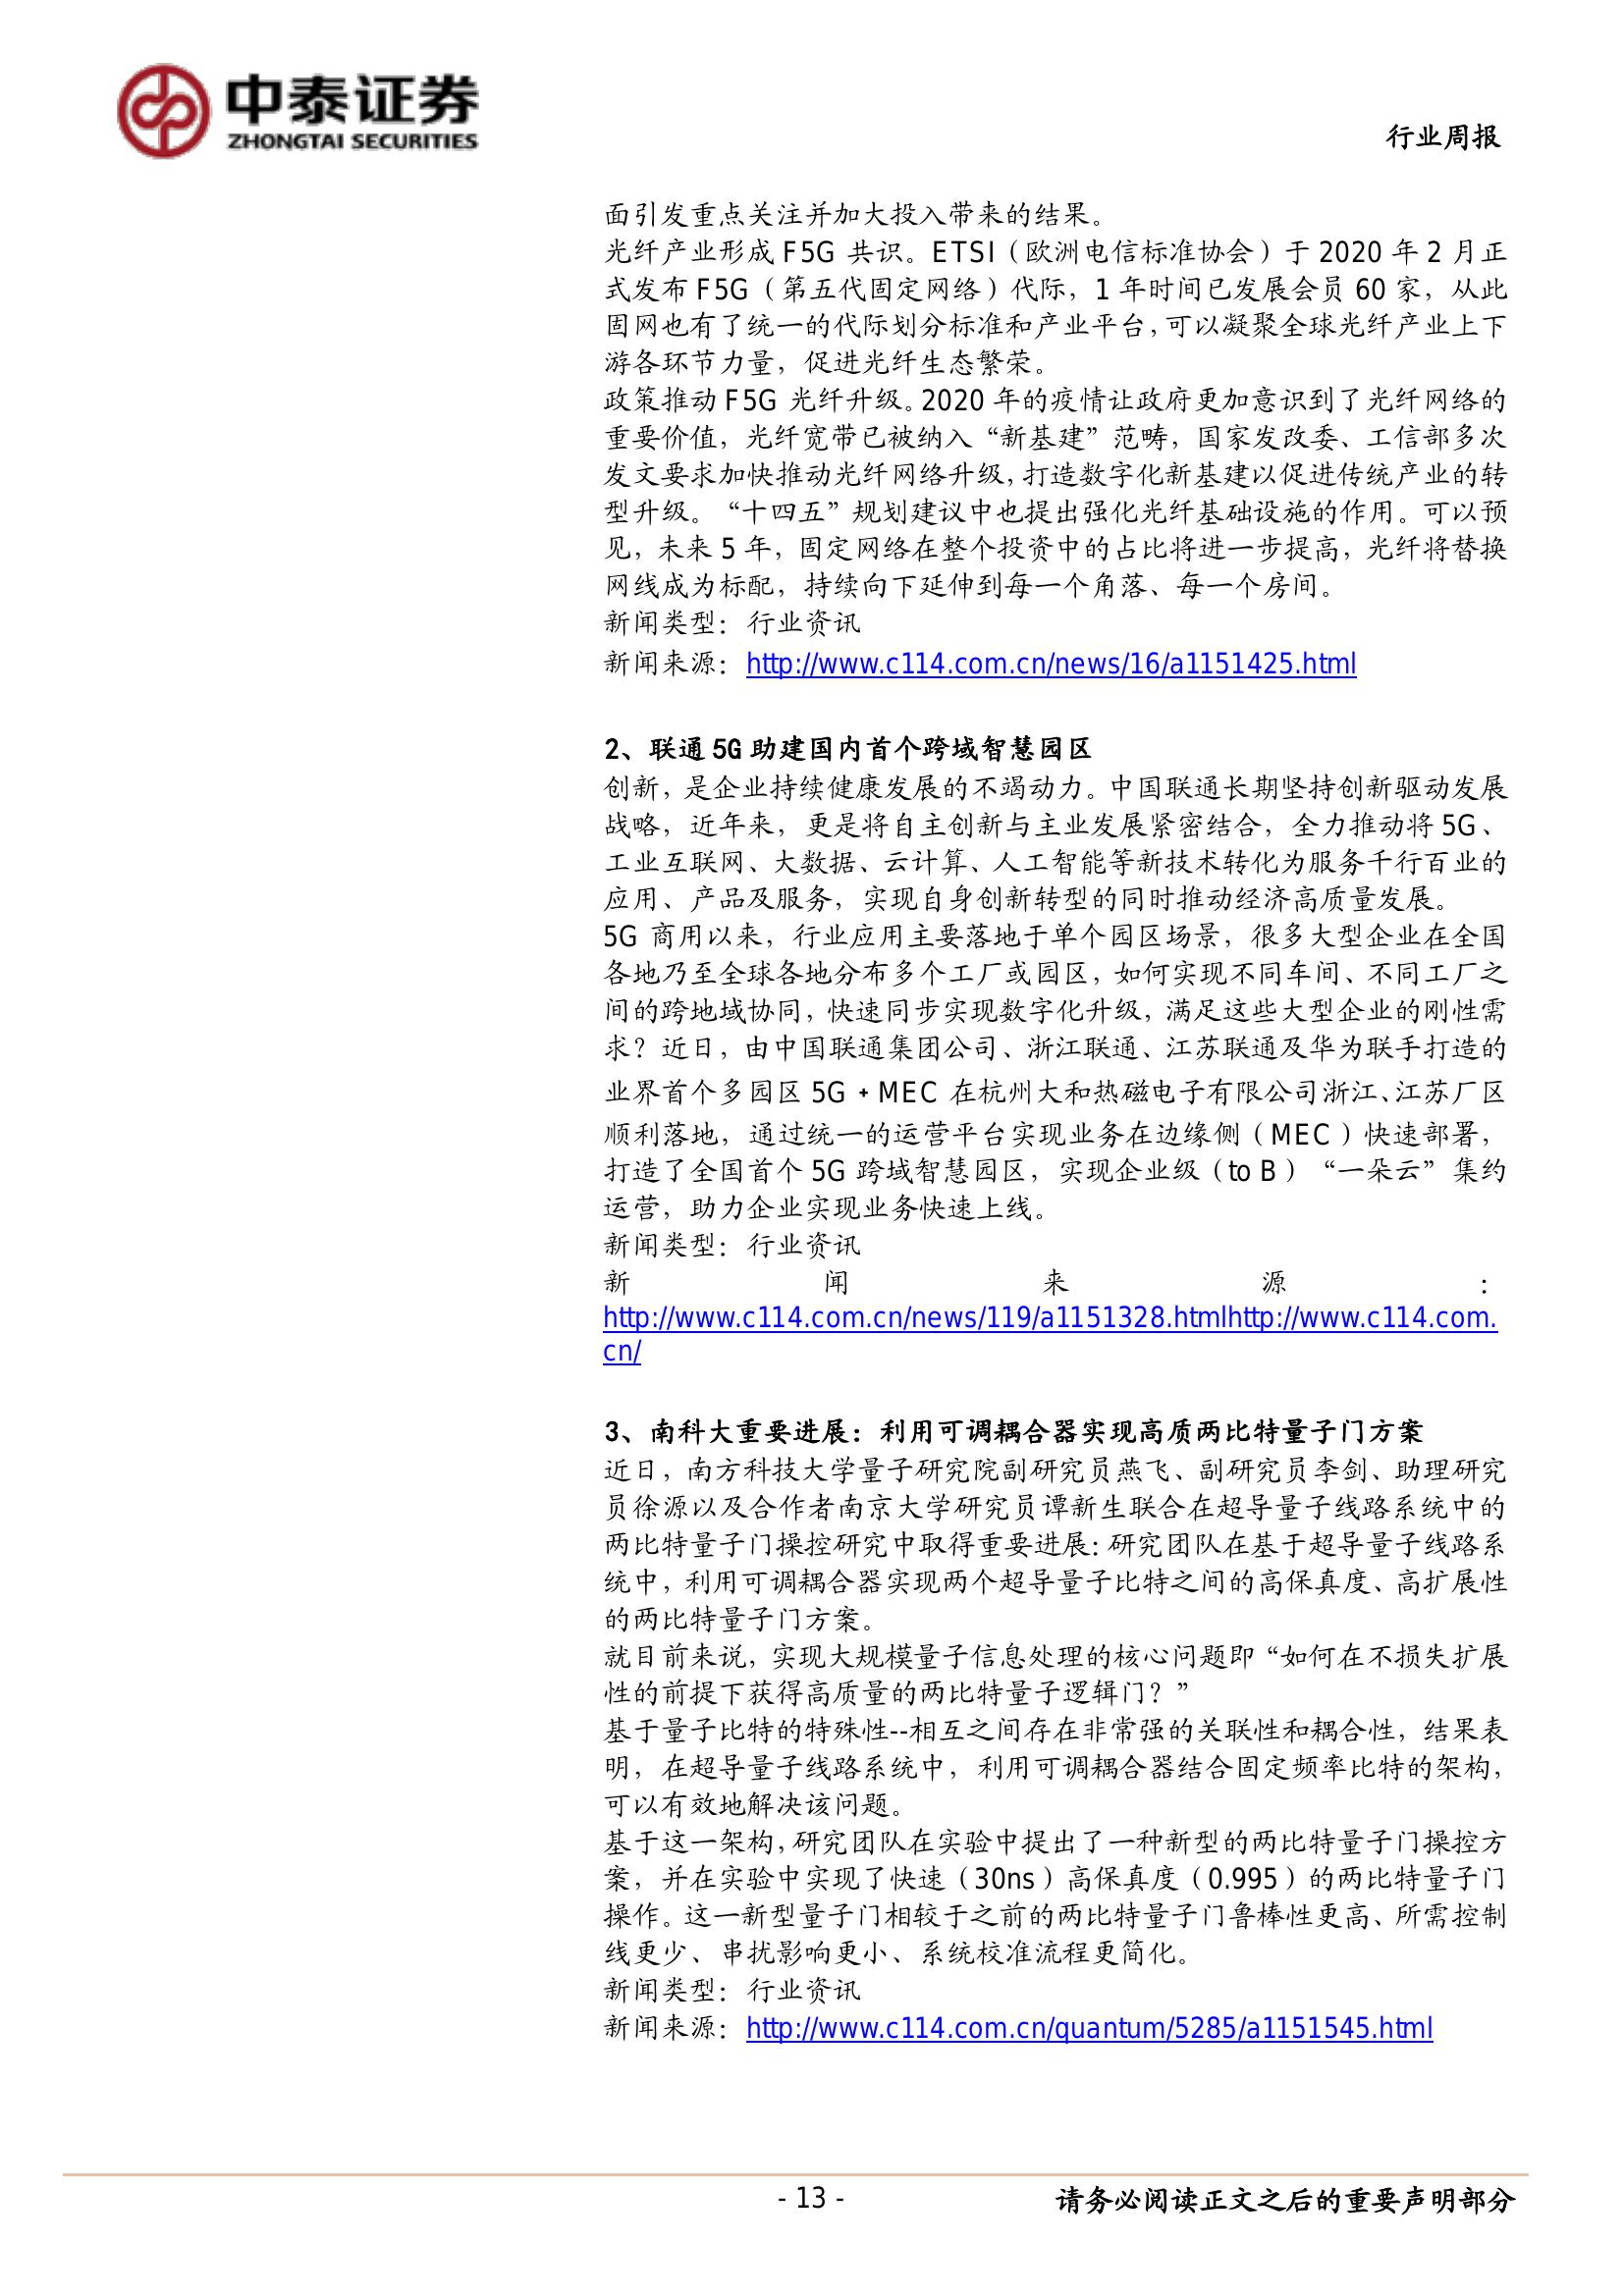 中泰证券
ZHONGTAI SECURITIES
行业周报
面引发重点关注并加大投入带来的结果。
光纤产业形成 F5G 共识。ETSI（欧洲电信标准协会）于 2020 年 2 月正
式发布 F5G（第五代固定网络）代际，1 年时间已发展会员 60 家，从此
固网也有了统一的代际划分标准和产业平台，可以凝聚全球光纤产业上下
游各环节力量，促进光纤生态繁荣。
政策推动 F5G 光纤升级。2020 年的疫情让政府更加意识到了光纤网络的
重要价值，光纤宽带已被纳入“新基建”范畴，国家发改委、工信部多次
发文要求加快推动光纤网络升级，打造数字化新基建以促进传统产业的转
型升级。“十四五”规划建议中也提出强化光纤基础设施的作用。可以预
见，未来 5 年，固定网络在整个投资中的占比将进一步提高，光纤将替换
网线成为标配，持续向下延伸到每一个角落、每一个房间。
新闻类型：行业资讯
新闻来源：http://www.c114.com.cn/news/16/a1151425.html
2、联通 5G 助建国内首个跨域智慧园区
创新，是企业持续健康发展的不竭动力。中国联通长期坚持创新驱动发展
战略，近年来，更是将自主创新与主业发展紧密结合，全力推动将 5G、
工业互联网、大数据、云计算、人工智能等新技术转化为服务千行百业的
应用、产品及服务，实现自身创新转型的同时推动经济高质量发展。
5G 商用以来，行业应用主要落地于单个园区场景，很多大型企业在全国
各地乃至全球各地分布多个工厂或园区，如何实现不同车间、不同工厂之
间的跨地域协同，快速同步实现数字化升级，满足这些大型企业的刚性需
求？近日，由中国联通集团公司、浙江联通、江苏联通及华为联手打造的
业界首个多园区 5G﹢MEC 在杭州大和热磁电子有限公司浙江、江苏厂区
顺利落地，通过统一的运营平台实现业务在边缘侧（MEC）快速部署，
打造了全国首个 5G 跨域智慧园区，实现企业级（to B）“一朵云”集约
运营，助力企业实现业务快速上线。
新闻类型：行业资讯
新闻来源：
http://www.c114.com.cn/news/119/a1151328.htmlhttp://www.c114.com.
cn/
3、南科大重要进展：利用可调耦合器实现高质两比特量子门方案
近日，南方科技大学量子研究院副研究员燕飞、副研究员李剑、助理研究
员徐源以及合作者南京大学研究员谭新生联合在超导量子线路系统中的
两比特量子门操控研究中取得重要进展：研究团队在基于超导量子线路系
统中，利用可调耦合器实现两个超导量子比特之间的高保真度、高扩展性
的两比特量子门方案。
就目前来说，实现大规模量子信息处理的核心问题即“如何在不损失扩展
性的前提下获得高质量的两比特量子逻辑门？”
基于量子比特的特殊性--相互之间存在非常强的关联性和耦合性，结果表
明，在超导量子线路系统中，利用可调耦合器结合固定频率比特的架构，
可以有效地解决该问题。
基于这一架构，研究团队在实验中提出了一种新型的两比特量子门操控方
案，并在实验中实现了快速（30ns）高保真度（0.995）的两比特量子门
操作。这一新型量子门相较于之前的两比特量子门鲁棒性更高、所需控制
线更少、串扰影响更小、系统校准流程更简化。
新闻类型：行业资讯
新闻来源：http://www.c114.com.cn/quantum/5285/a1151545.html
- 13 -
请务必阅读正文之后的重要声明部分